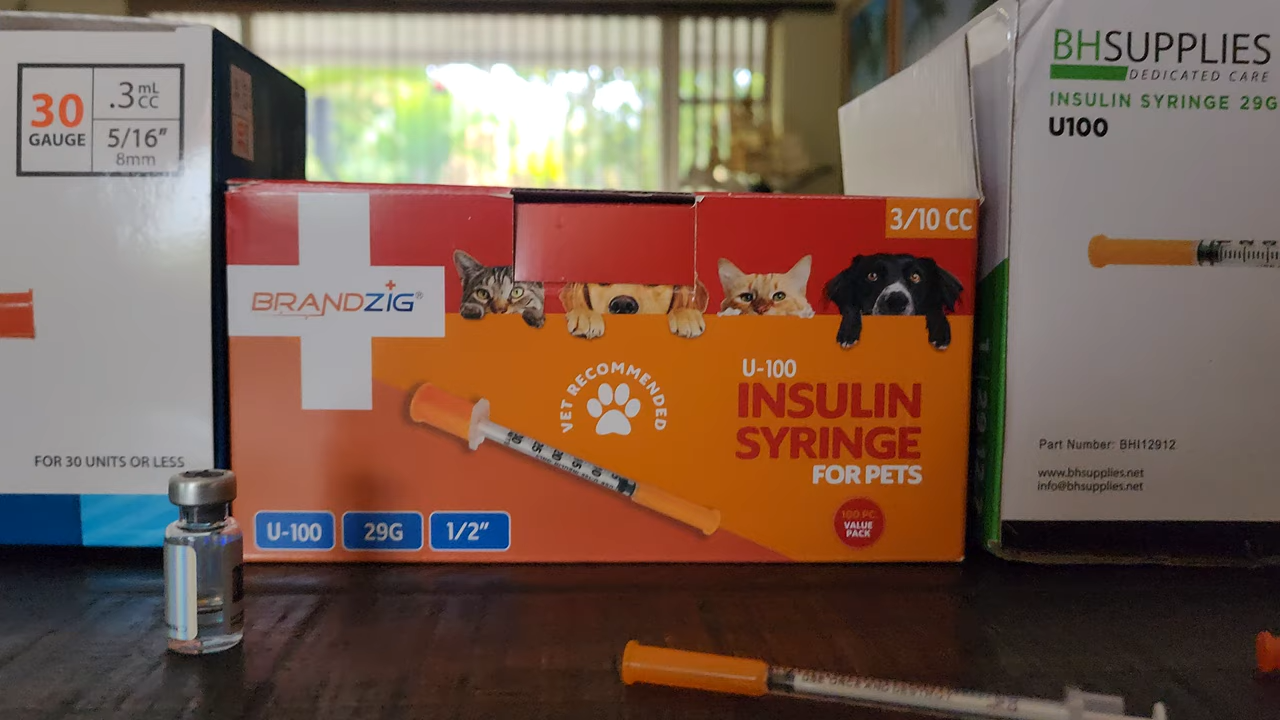 30
GAUGE
.3 mL
CC
5/16"
8mm
FOR 30 UNITS OR LESS
3/10 CC
BRANDZIG®
VET RECOMMENDED
U-100
INSULIN
SYRINGE
FOR PETS
100 PC.
VALUE
PACK
U-100
29G
1/2"
BHSUPPLIES
DEDICATED CARE
INSULIN SYRINGE 29G
U100
Part Number: BHI12912
www.bhsupplies.net
info@bhsupplies.net